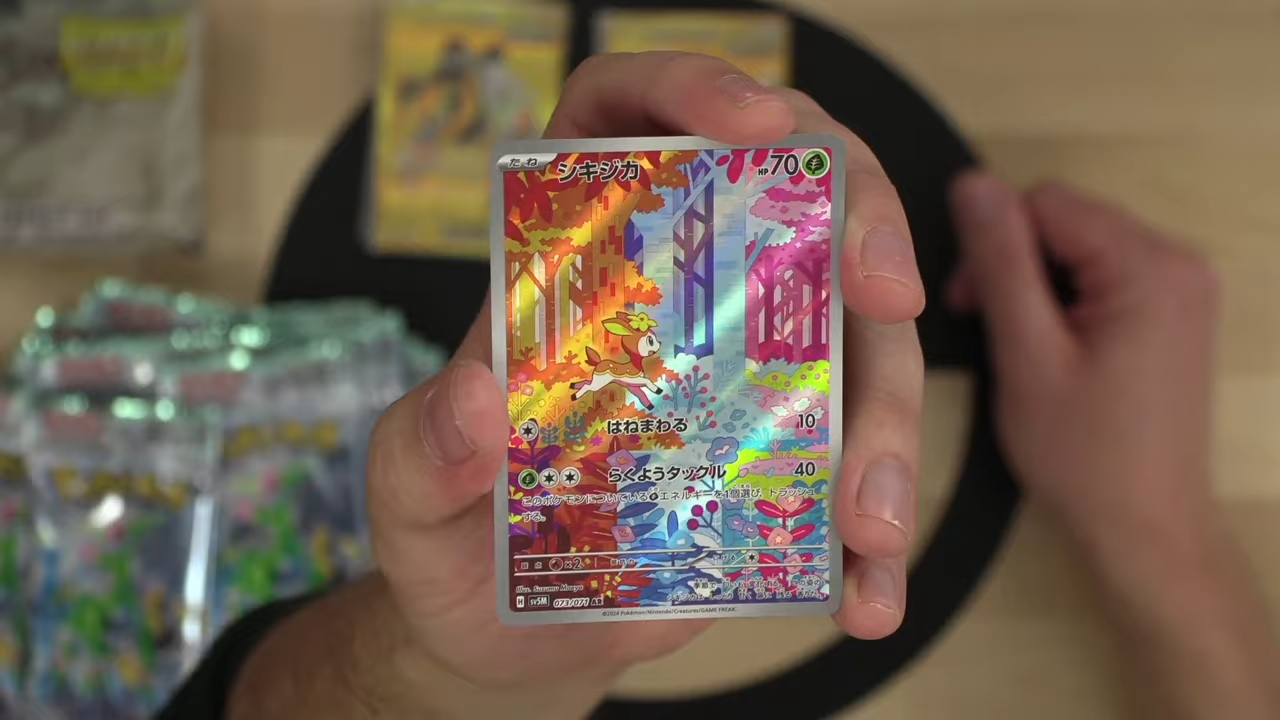 たね シキジカ HP70
はねまわる 10
らくようタックル 40
このポケモンについているエネルギーを1個選び、トラッシュ
する。
弱点 ×2
Illus. Susumu Maeya
H sv5M 073/071 AR
©2024 Pokémon/Nintendo/Creatures/GAME FREAK.